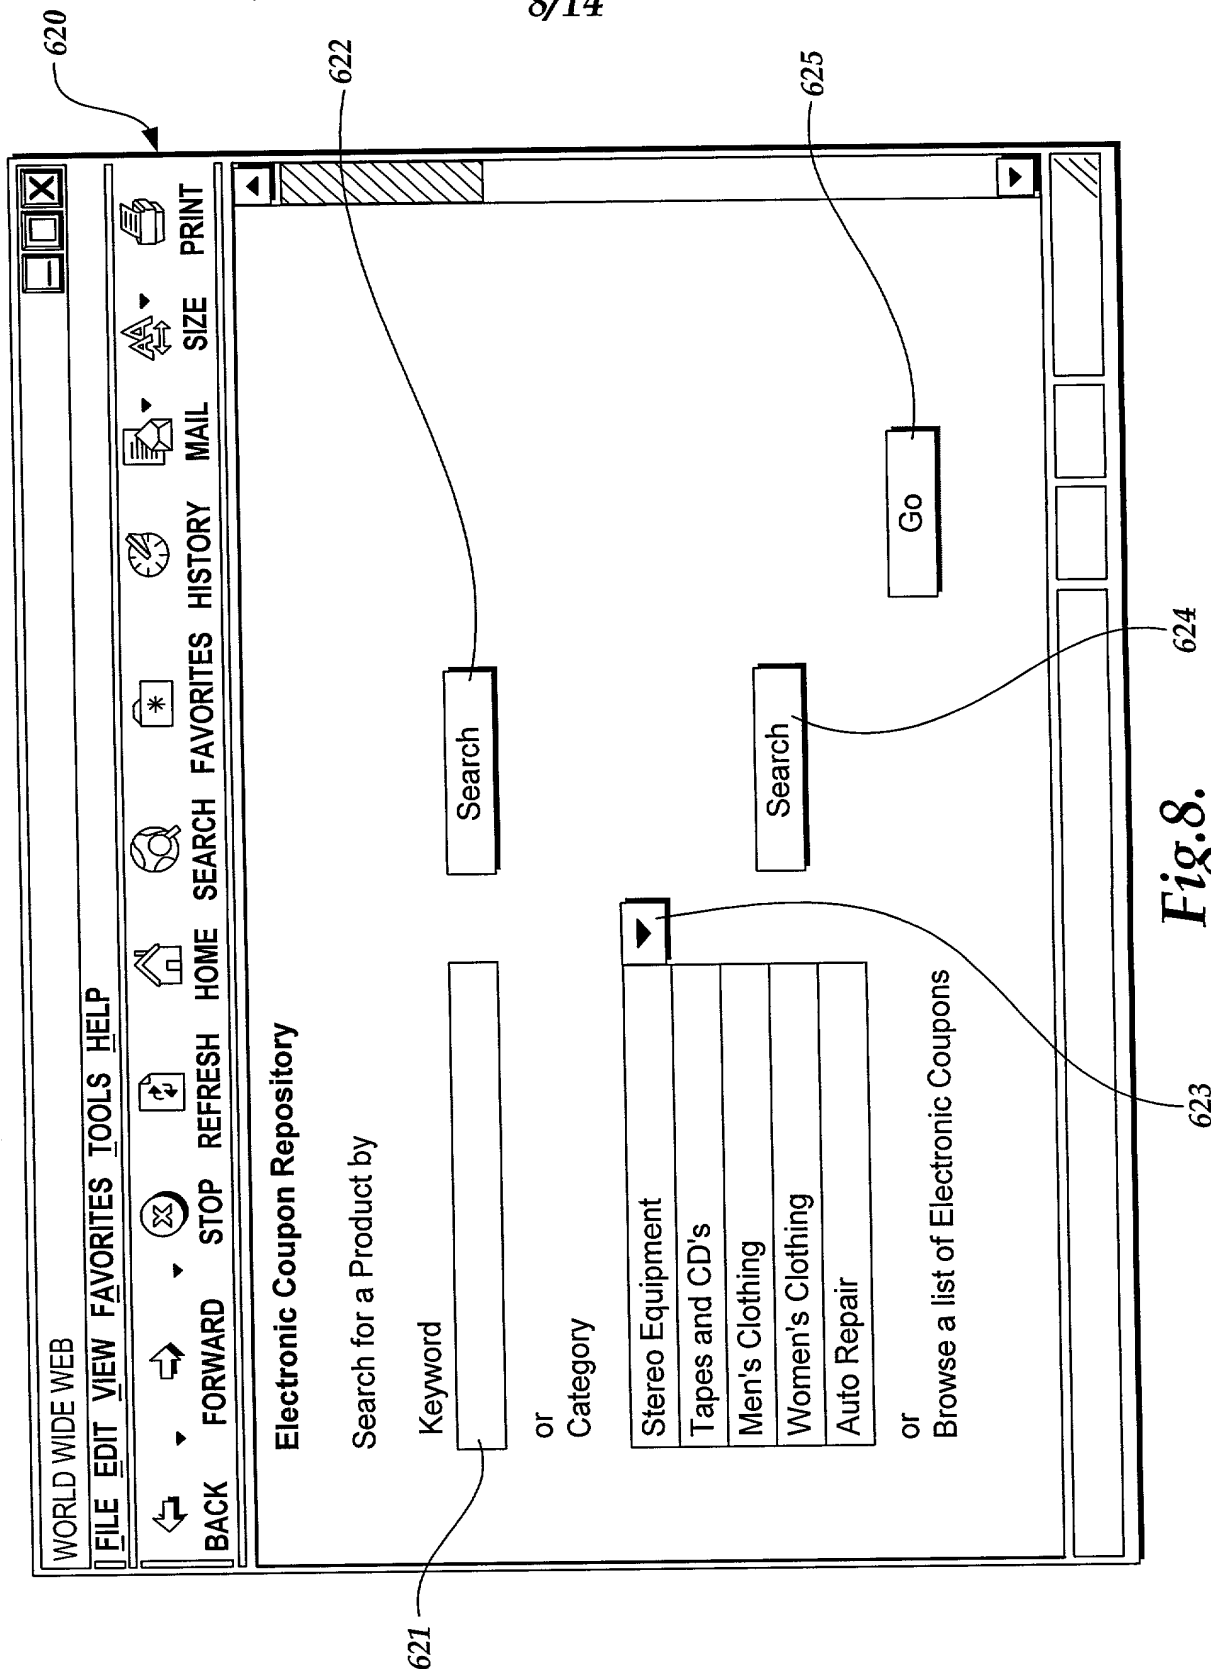 8/14
620
WORLD WIDE WEB
FILE EDIT VIEW FAVORITES TOOLS HELP
BACK FORWARD STOP REFRESH HOME SEARCH FAVORITES HISTORY MAIL SIZE PRINT
Electronic Coupon Repository
622
Search for a Product by
Keyword
621
Search
or
Category
Stereo Equipment
Tapes and CD's
Men's Clothing
Women's Clothing
Auto Repair
Search
or
Browse a list of Electronic Coupons
Go
625
623
624
Fig.8.